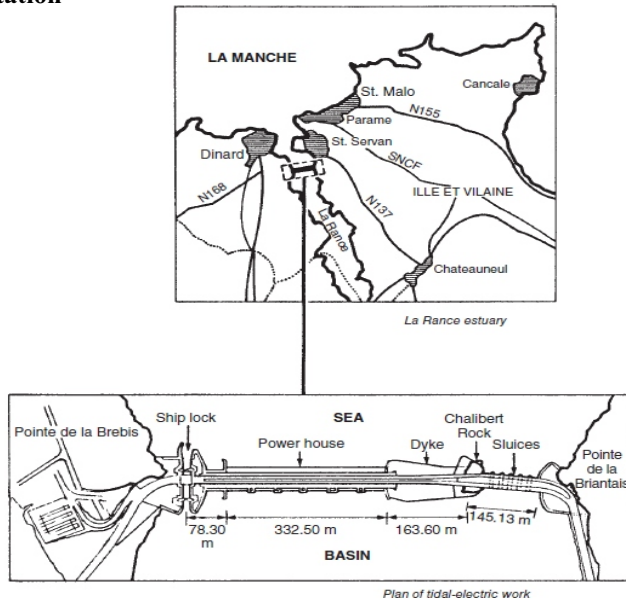 LA MANCHE
St. Malo
Cancale
Parame
N155
St. Servan
Dinard
SNCF
ILLE ET VILAINE
N168
N137
La Rance
Chateauneul
La Rance estuary
Ship lock
SEA
Chalibert
Rock
Pointe de la Brebis
Power house
Dyke
Sluices
Pointe
de la
Briantais
78.30
m
332.50 m
163.60 m
145.13 m
BASIN
Plan of tidal-electric work